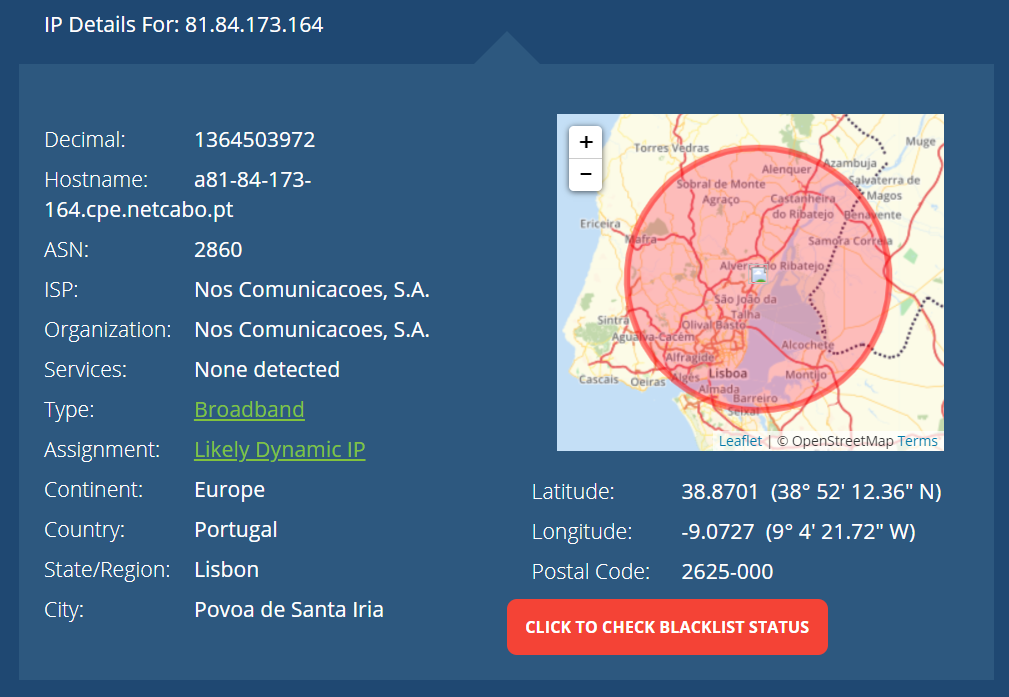 IP Details For: 81.84.173.164
Decimal: 1364503972
Hostname: a81-84-173-
164.cpe.netcabo.pt
ASN: 2860
ISP: Nos Comunicacoes, S.A.
Organization: Nos Comunicacoes, S.A.
Services: None detected
Type: Broadband
Assignment: Likely Dynamic IP
Continent: Europe
Country: Portugal
State/Region: Lisbon
City: Povoa de Santa Iria
+
−
Torres Vedras
Muge
Alenquer
Azambuja
Sobral de Monte
Agraço
Salvaterra de
Magos
Castanheira
do Ribatejo
Benavente
Ericeira
Mafra
Samora Correia
Alverca do Ribatejo
São João da
Talha
Sintra
Olival Basto
Agualva-Cacém
Alcochete
Alfragide
Lisboa
Montijo
Cascais
Oeiras
Algés
Almada
Barreiro
Seixal
Leaflet | © OpenStreetMap Terms
Latitude: 38.8701 (38° 52' 12.36" N)
Longitude: -9.0727 (9° 4' 21.72" W)
Postal Code: 2625-000
CLICK TO CHECK BLACKLIST STATUS